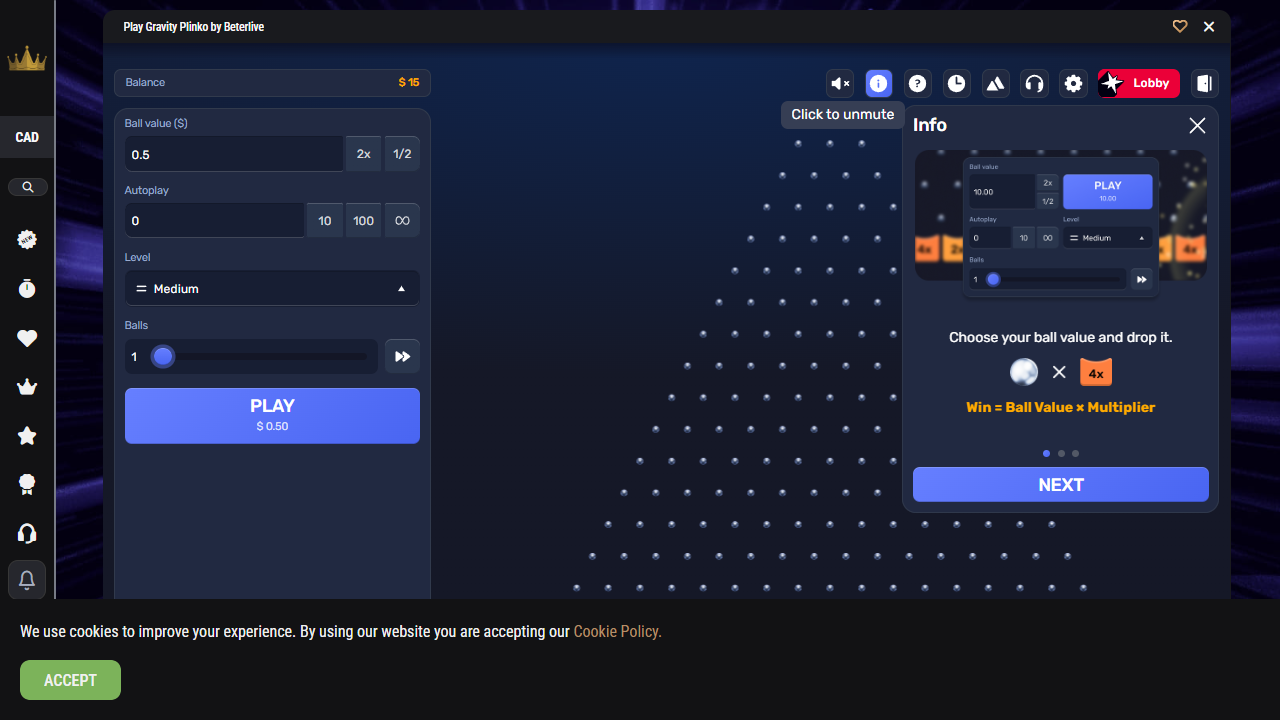 Play Gravity Plinko by Beterlive
CAD
Balance $ 15
Ball value ($)
0.5 2x 1/2
Autoplay
0 10 100 ∞
Level
Medium
Balls
1
PLAY
$ 0.50
Lobby
Click to unmute
Info
Ball value
10.00 2x 1/2
PLAY
10.00
Autoplay Level
0 10 ∞ Medium
Balls
1
4x 2x 4x
Choose your ball value and drop it.
4x
Win = Ball Value × Multiplier
NEXT
We use cookies to improve your experience. By using our website you are accepting our Cookie Policy.
ACCEPT